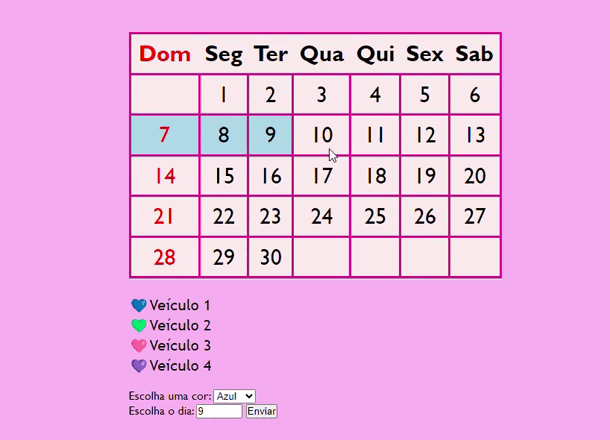 Dom Seg Ter Qua Qui Sex Sab
1 2 3 4 5 6
7 8 9 10 11 12 13
14 15 16 17 18 19 20
21 22 23 24 25 26 27
28 29 30
Veículo 1
Veículo 2
Veículo 3
Veículo 4
Escolha uma cor: Azul
Escolha o dia: 9 Enviar